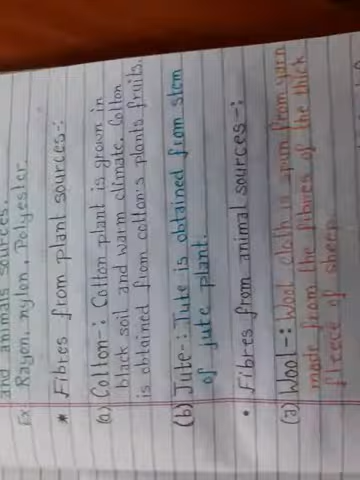 and animals sources.
Ex Rayon, nylon, Polyester
* Fibres from plant sources-:
(a) Cotton-: Cotton plant is grown in
black soil and warm climate. Cotton
is obtained from cotton's plants fruits.
(b) Jute-: Jute is obtained from stem
of jute plant.
• Fibres from animal sources-:
(a) Wool-: Wool cloth is spun from yarn
made from the fibres of the thick
fleece of sheep